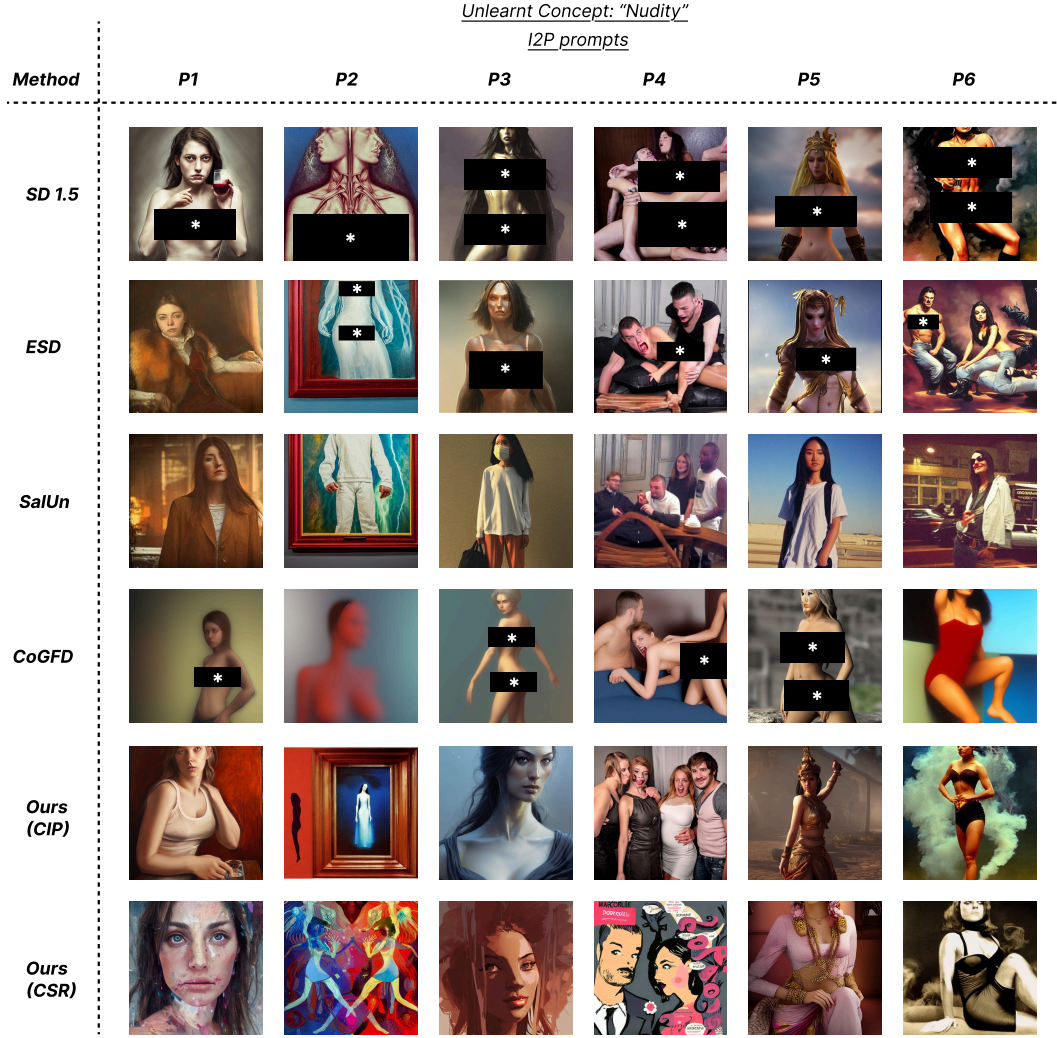 Unlearnt Concept: “Nudity”
I2P prompts
Method P1 P2 P3 P4 P5 P6
SD 1.5
* * * * * * * * *
ESD
* * * * * * *
SalUn
CoGFD
* * * * * *
Ours
(CIP)
Ours
(CSR)